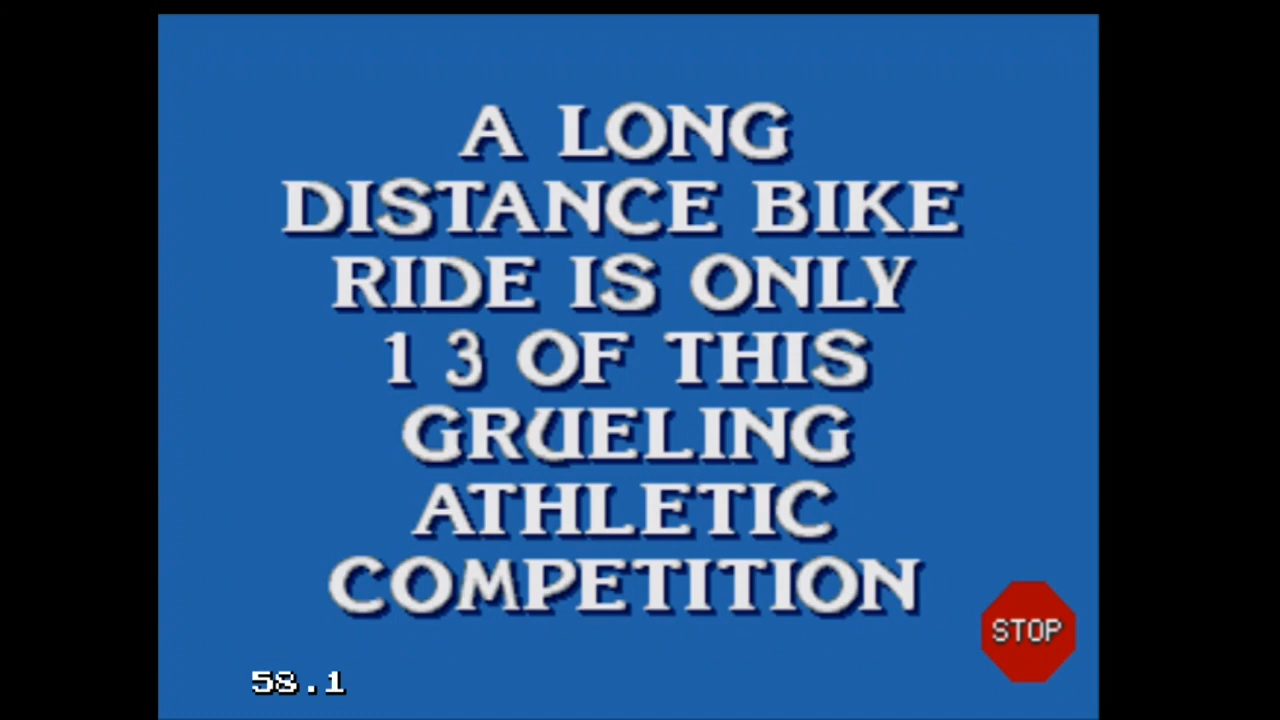 A LONG
DISTANCE BIKE
RIDE IS ONLY
1 3 OF THIS
GRUELING
ATHLETIC
COMPETITION
STOP
58.1